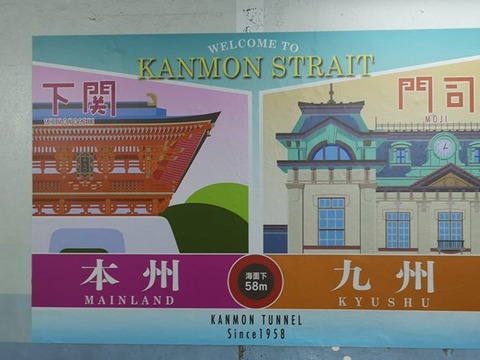 WELCOME TO
KANMON STRAIT
下関
SHIMONOSEKI
門司
MOJI
本州
MAINLAND
海面下
58m
九州
KYUSHU
KANMON TUNNEL
Since1958